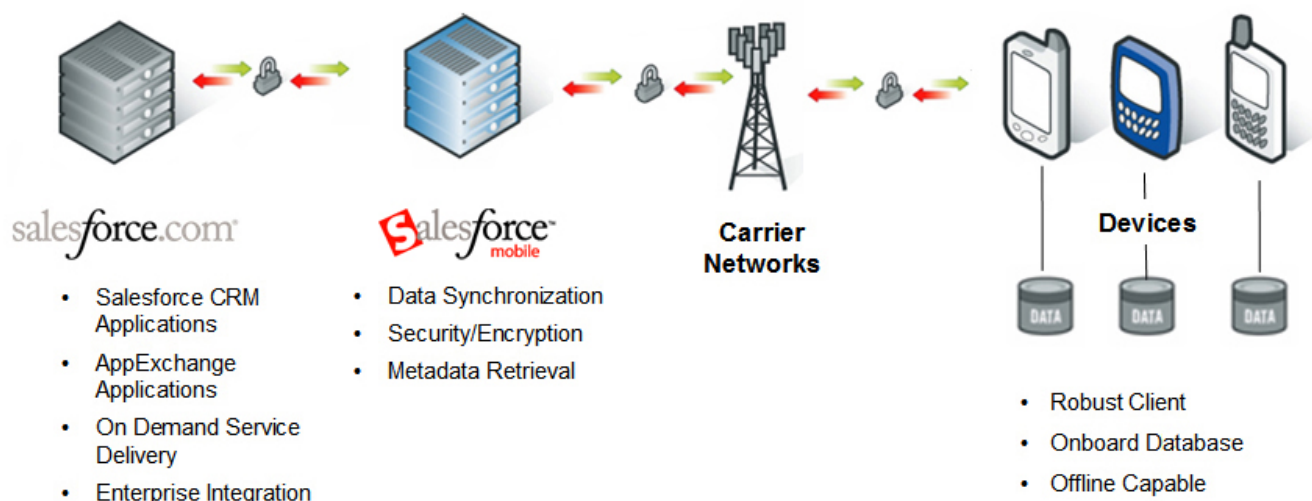 salesforce.com®
• Salesforce CRM
Applications
• AppExchange
Applications
• On Demand Service
Delivery
• Enterprise Integration
salesforce™
mobile
• Data Synchronization
• Security/Encryption
• Metadata Retrieval
Carrier
Networks
Devices
DATA
DATA
DATA
• Robust Client
• Onboard Database
• Offline Capable